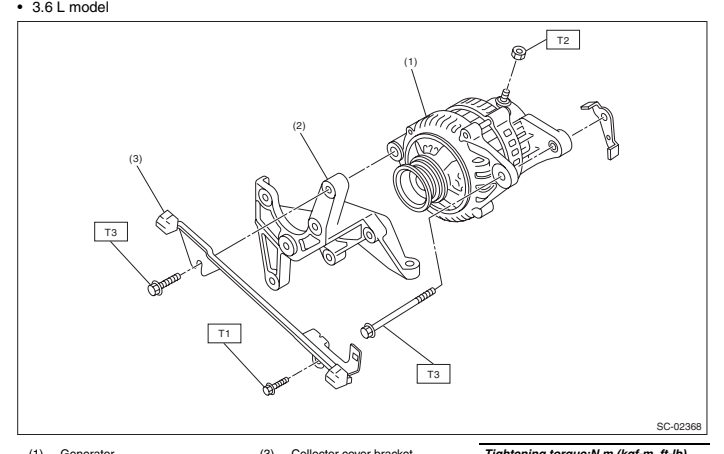 • 3.6 L model
T2
(1)
(2)
(3)
T3
T1
T3
SC-02368
(1) Generator (3) Collector cover bracket Tightening torque:N·m (kgf-m, ft-lb)